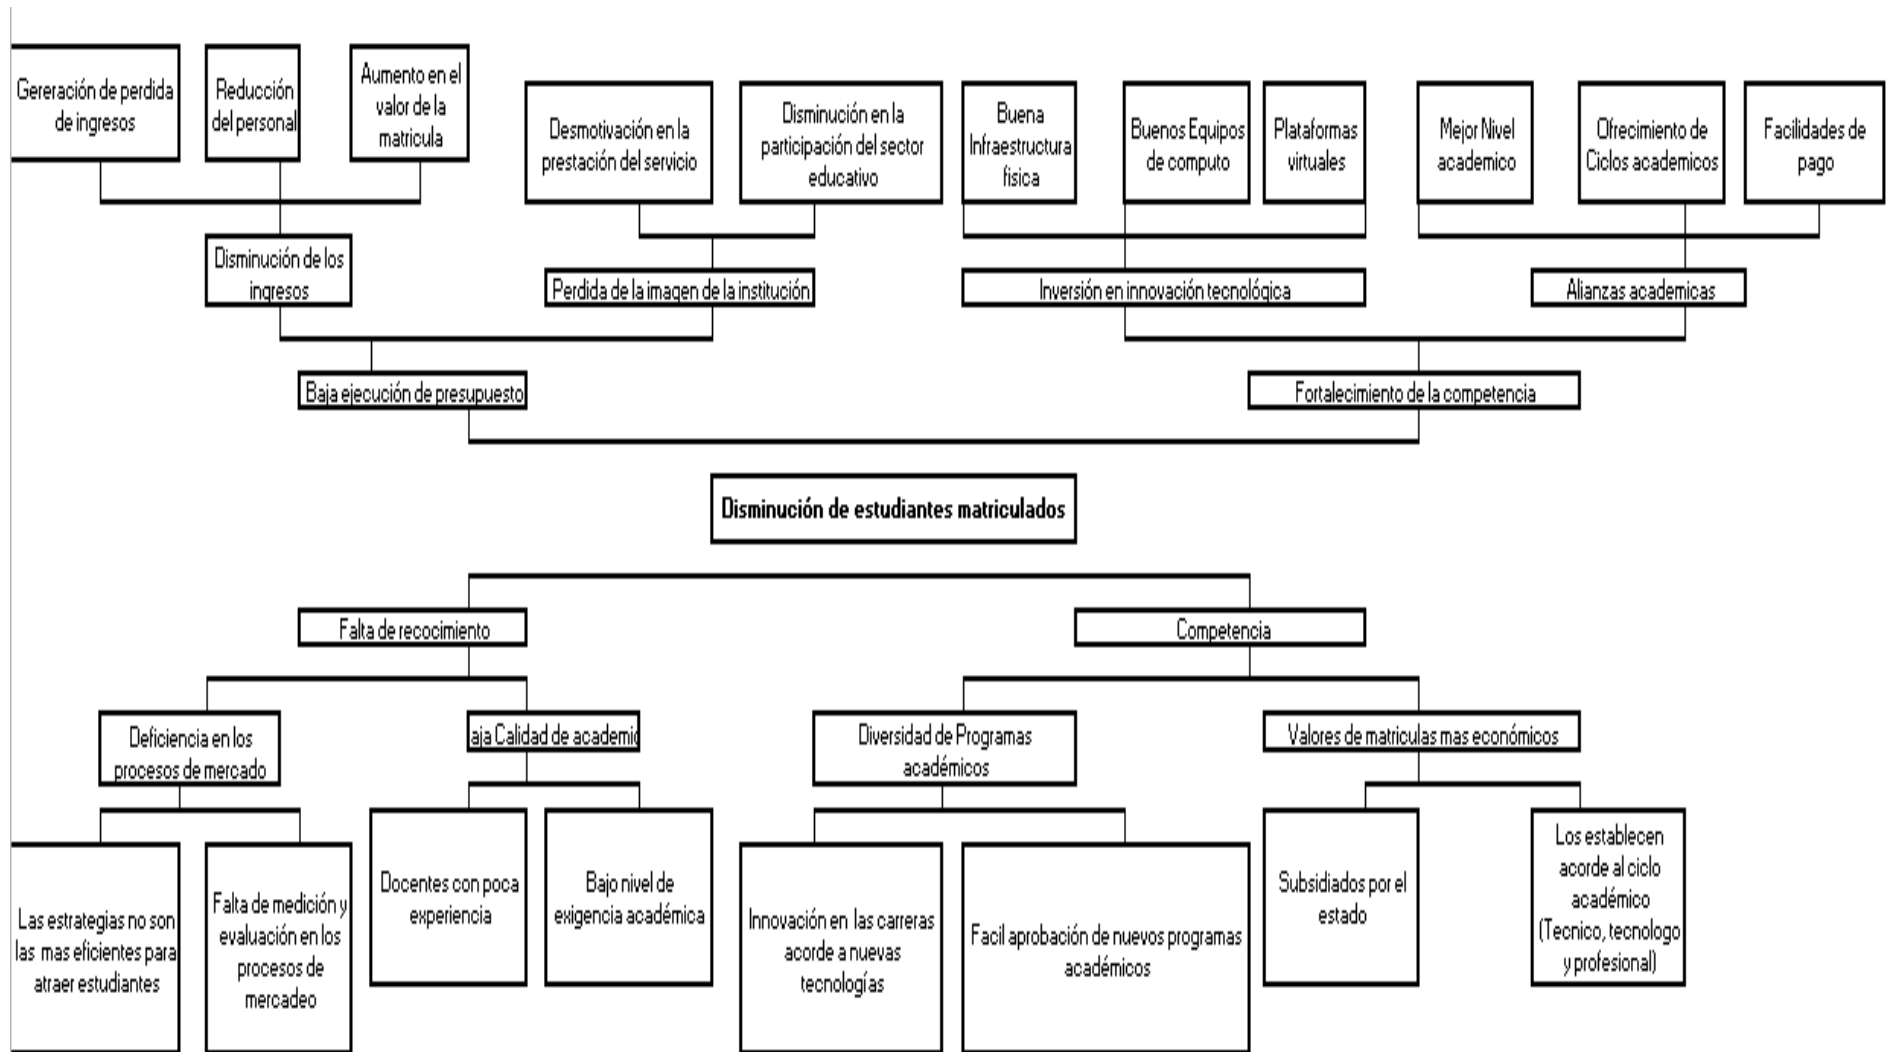 Gereración de perdida
de ingresos
Reducción
del personal
Aumento en el
valor de la
matricula
Desmotivación en la
prestación del servicio
Disminución en la
participación del sector
educativo
Buena
Infraestructura
fisica
Buenos Equipos
de computo
Plataformas
virtuales
Mejor Nivel
academico
Ofrecimiento de
Ciclos academicos
Facilidades de
pago
Disminución de los
ingresos
Perdida de la imagen de la institución
Inversión en innovación tecnológica
Alianzas academicas
Baja ejecución de presupuesto
Fortalecimiento de la competencia
Disminución de estudiantes matriculados
Falta de recocimiento
Competencia
Deficiencia en los
procesos de mercado
aja Calidad de academic
Diversidad de Programas
académicos
Valores de matriculas mas económicos
Las estrategias no son
las mas eficientes para
atraer estudiantes
Falta de medición y
evaluación en los
procesos de
mercadeo
Docentes con poca
experiencia
Bajo nivel de
exigencia académica
Innovación en las carreras
acorde a nuevas
tecnologías
Facil aprobación de nuevos programas
académicos
Subsidiados por el
estado
Los establecen
acorde al ciclo
académico
(Tecnico, tecnologo
y profesional)